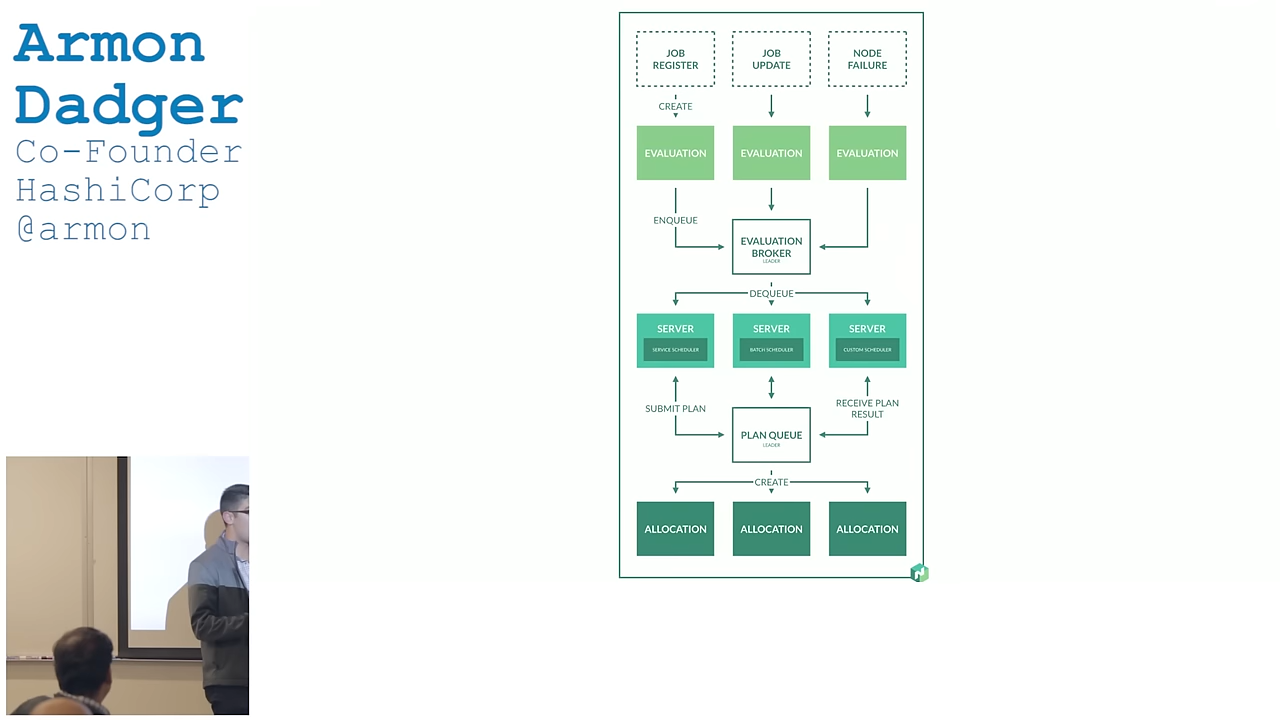 Armon
Dadger
Co-Founder
HashiCorp
@armon
JOB
REGISTER
JOB
UPDATE
NODE
FAILURE
CREATE
EVALUATION
EVALUATION
EVALUATION
ENQUEUE
EVALUATION
BROKER
LEADER
DEQUEUE
SERVER
SERVICE SCHEDULER
SERVER
BATCH SCHEDULER
SERVER
CUSTOM SCHEDULER
SUBMIT PLAN
RECEIVE PLAN
RESULT
PLAN QUEUE
LEADER
CREATE
ALLOCATION
ALLOCATION
ALLOCATION